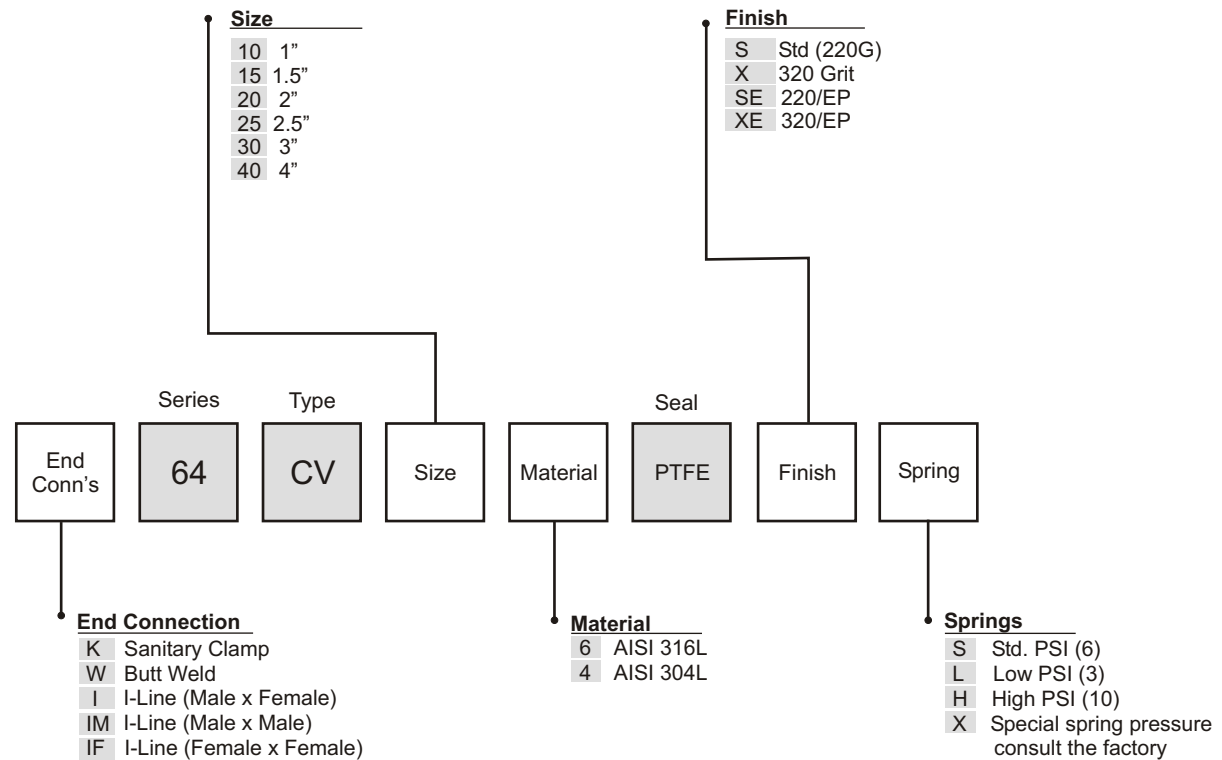 Size
10 1”
15 1.5”
20 2”
25 2.5”
30 3”
40 4”
Finish
S Std (220G)
X 320 Grit
SE 220/EP
XE 320/EP
Series
Type
Seal
End
Conn’s
64
CV
Size
Material
PTFE
Finish
Spring
End Connection
K Sanitary Clamp
W Butt Weld
I I-Line (Male x Female)
IM I-Line (Male x Male)
IF I-Line (Female x Female)
Material
6 AISI 316L
4 AISI 304L
Springs
S Std. PSI (6)
L Low PSI (3)
H High PSI (10)
X Special spring pressure
consult the factory